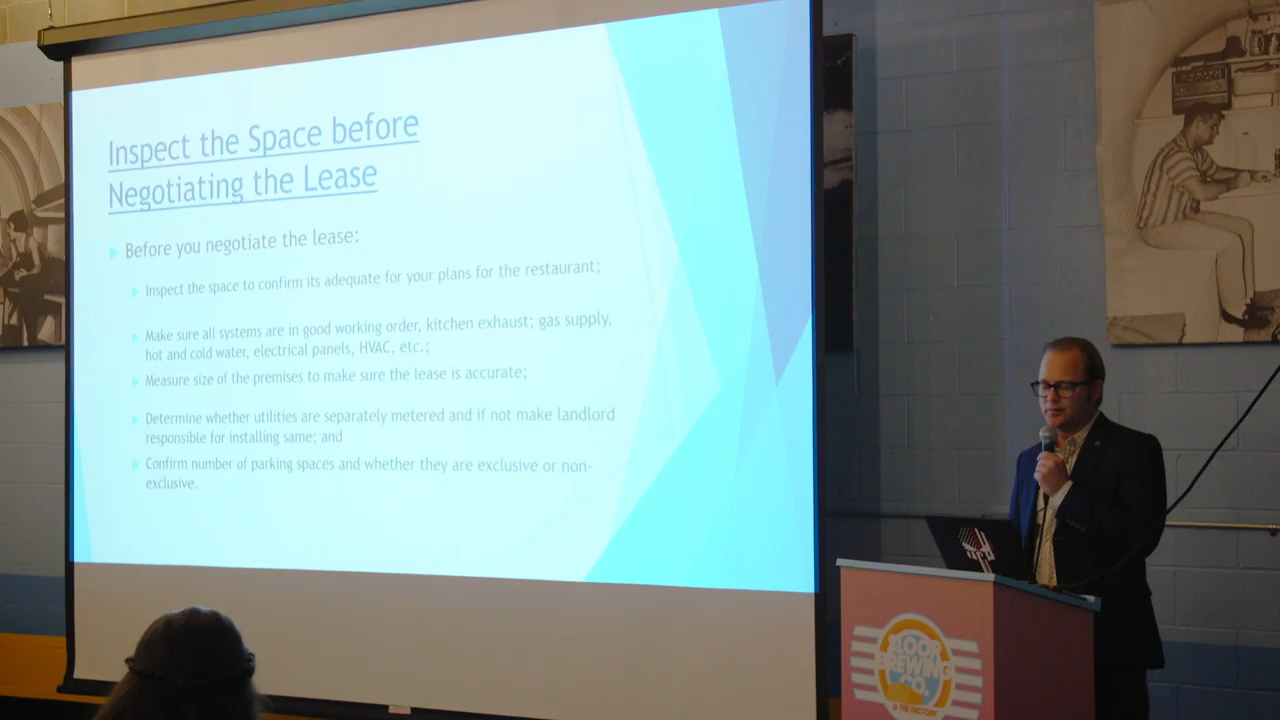 Inspect the Space before
Negotiating the Lease
Before you negotiate the lease:
Inspect the space to confirm its adequate for your plans for the restaurant;
Make sure all systems are in good working order, kitchen exhaust; gas supply,
hot and cold water, electrical panels, HVAC, etc.;
Measure size of the premises to make sure the lease is accurate;
Determine whether utilities are separately metered and if not make landlord
responsible for installing same; and
Confirm number of parking spaces and whether they are exclusive or non-
exclusive.
BREWING
CO.
@ THE FACTORY